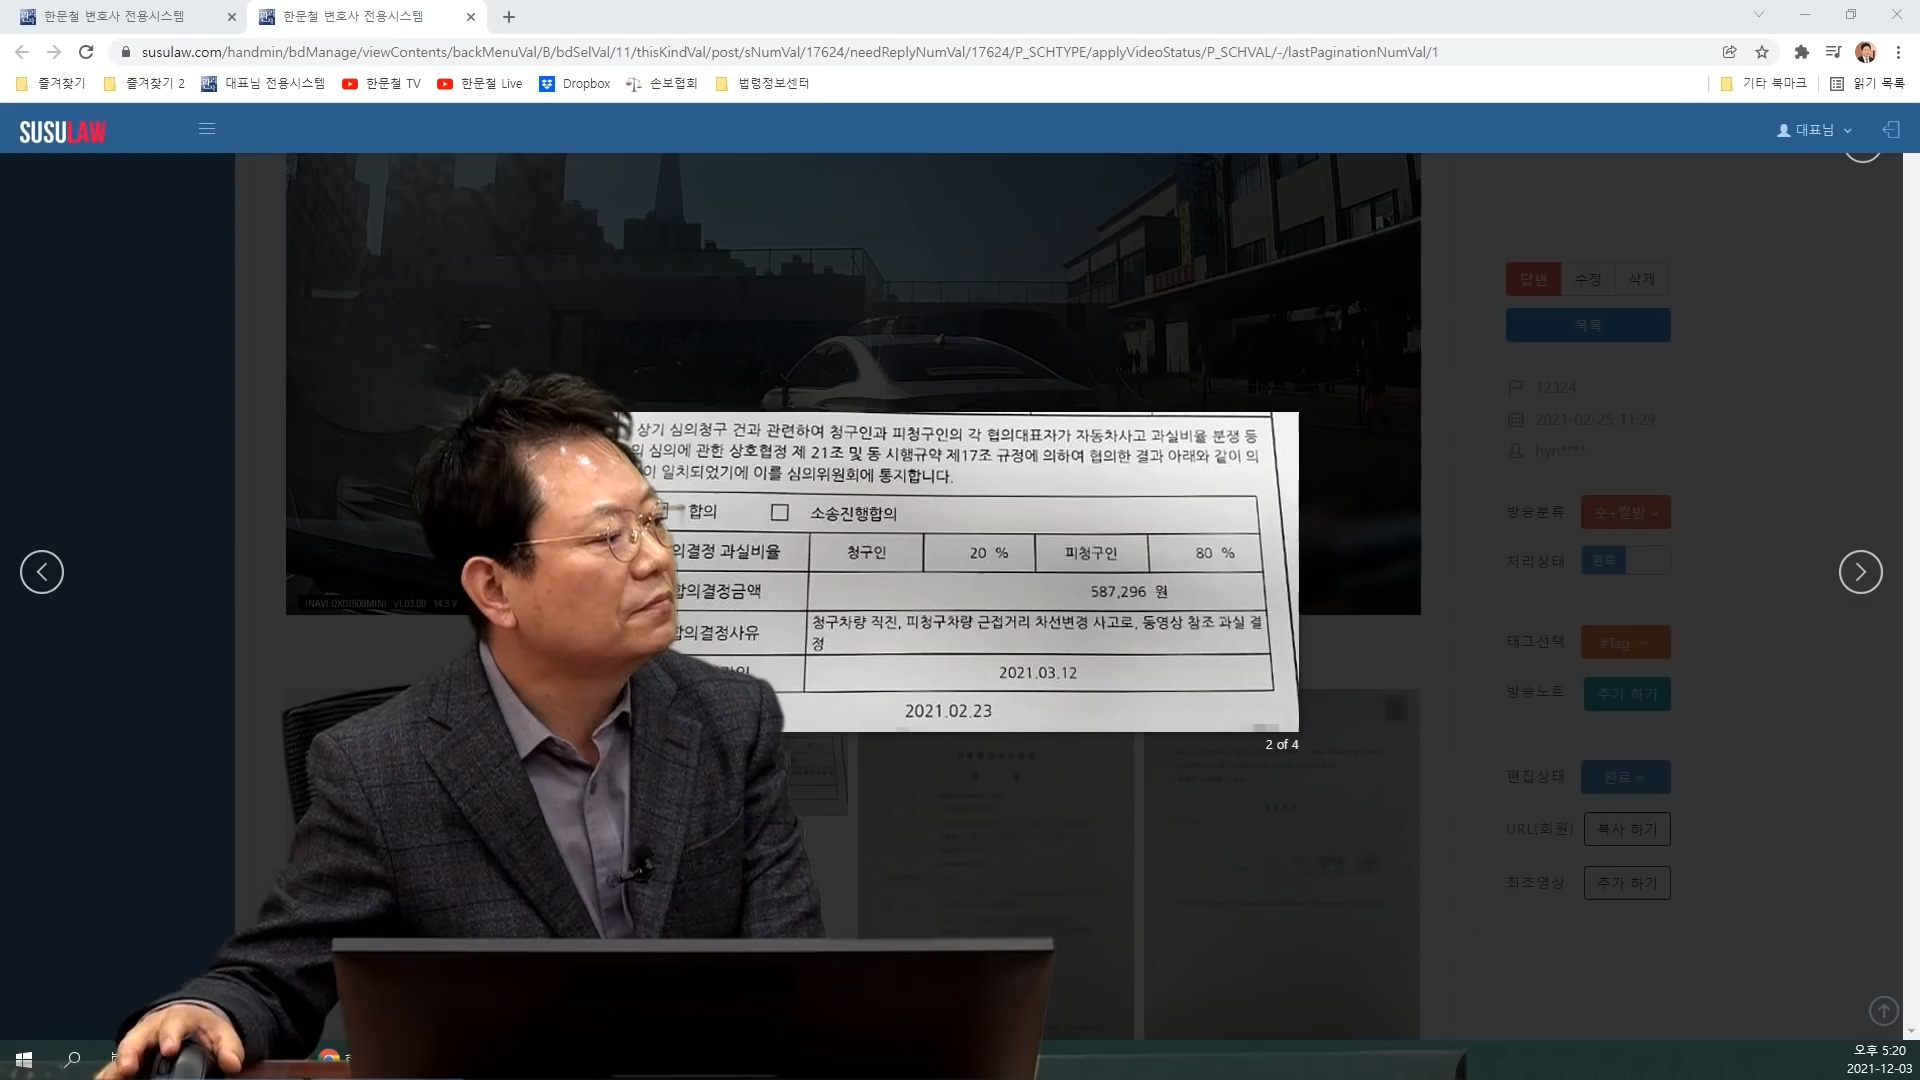 한문철 변호사 전용시스템
한문철 변호사 전용시스템
susulaw.com/handmin/bdManage/viewContents/backMenuVal/B/bdSelVal/11/thisKindVal/post/sNumVal/17624/needReplyNumVal/17624/P_SCHTYPE/applyVideoStatus/P_SCHVAL/-/lastPaginationNumVal/1
즐겨찾기 즐겨찾기 2 대표님 전용시스템 한문철 TV 한문철 Live Dropbox 손보협회 법령정보센터 기타 북마크 읽기 목록
SUSULAW 대표님
답변 수정 삭제
목록
12324
2021-02-25 11:29
hyn****
상기 심의청구 건과 관련하여 청구인과 피청구인의 각 협의대표자가 자동차사고 과실비율 분쟁 등
의 심의에 관한 상호협정 제 21조 및 동 시행규약 제17조 규정에 의하여 협의한 결과 아래와 같이 의
이 일치되었기에 이를 심의위원회에 통지합니다.
합의 소송진행합의
의결정 과실비율 청구인 20 % 피청구인 80 %
합의결정금액 587,296 원
합의결정사유 청구차량 직진, 피청구차량 근접거리 차선변경 사고로, 동영상 참조 과실 결
정
2021.03.12
2021.02.23
2 of 4
INAVI QXD1500MINI v1.03.00 14.3 V
방송분류 숏+짤방
처리상태 완료
태그선택 #Tag
방송노트 추가 하기
편집상태 완료
URL(회원) 복사 하기
최초영상 추가 하기
오후 5:20
2021-12-03